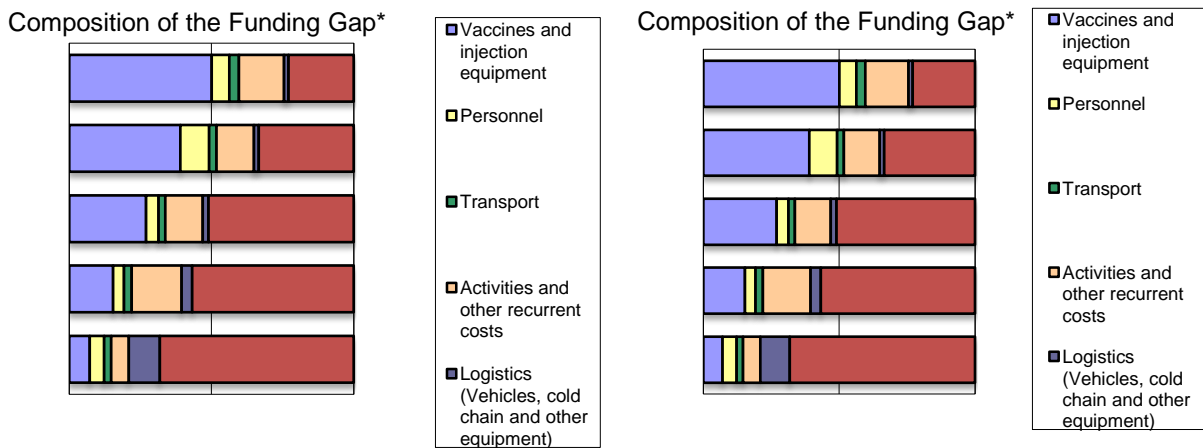 Composition of the Funding Gap*
Vaccines and
injection
equipment
Personnel
Transport
Activities and
other recurrent
costs
Logistics
(Vehicles, cold
chain and other
equipment)
Composition of the Funding Gap*
Vaccines and
injection
equipment
Personnel
Transport
Activities and
other recurrent
costs
Logistics
(Vehicles, cold
chain and other
equipment)